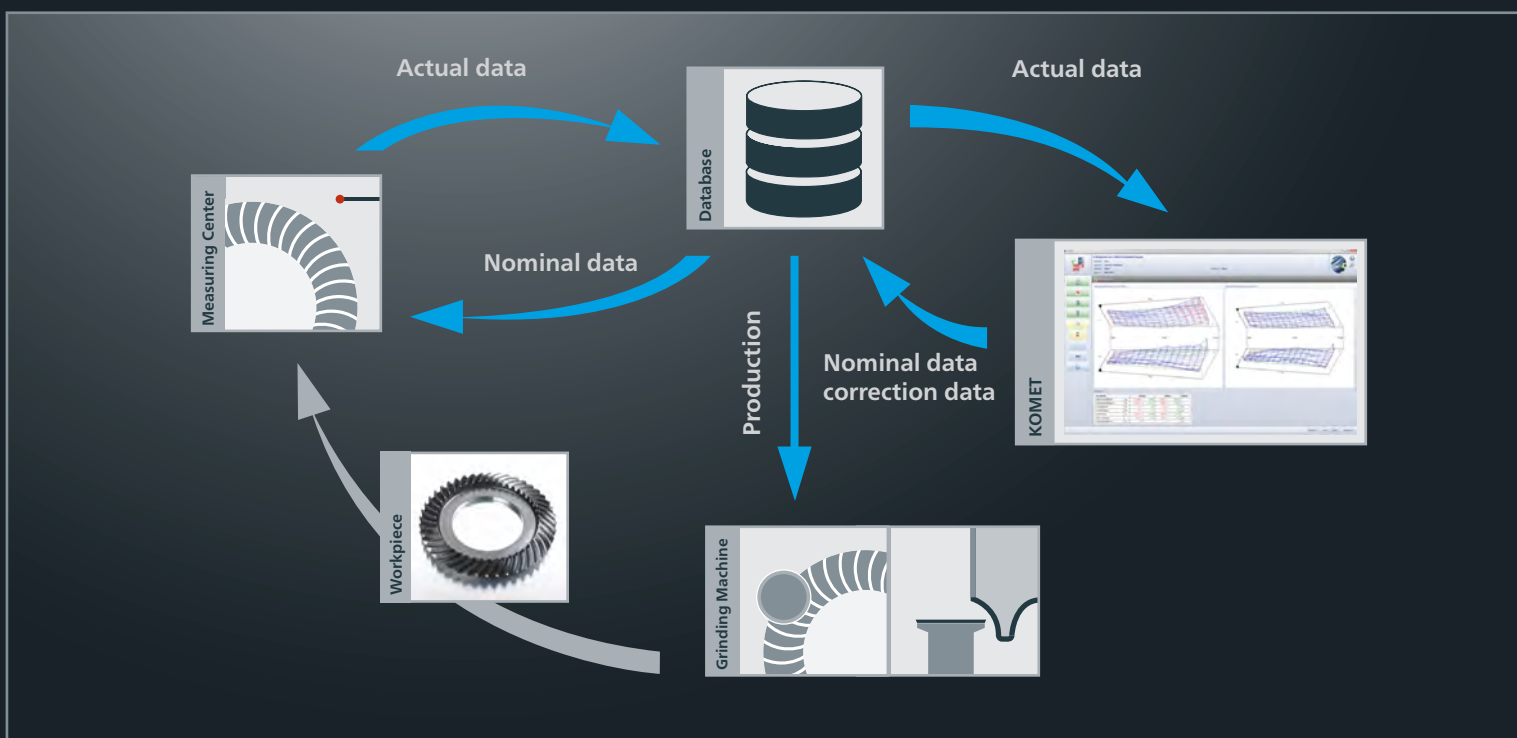 Actual data
Actual data
Database
Measuring Center
Nominal data
Production
Nominal data
correction data
KOMET
Workpiece
Grinding Machine